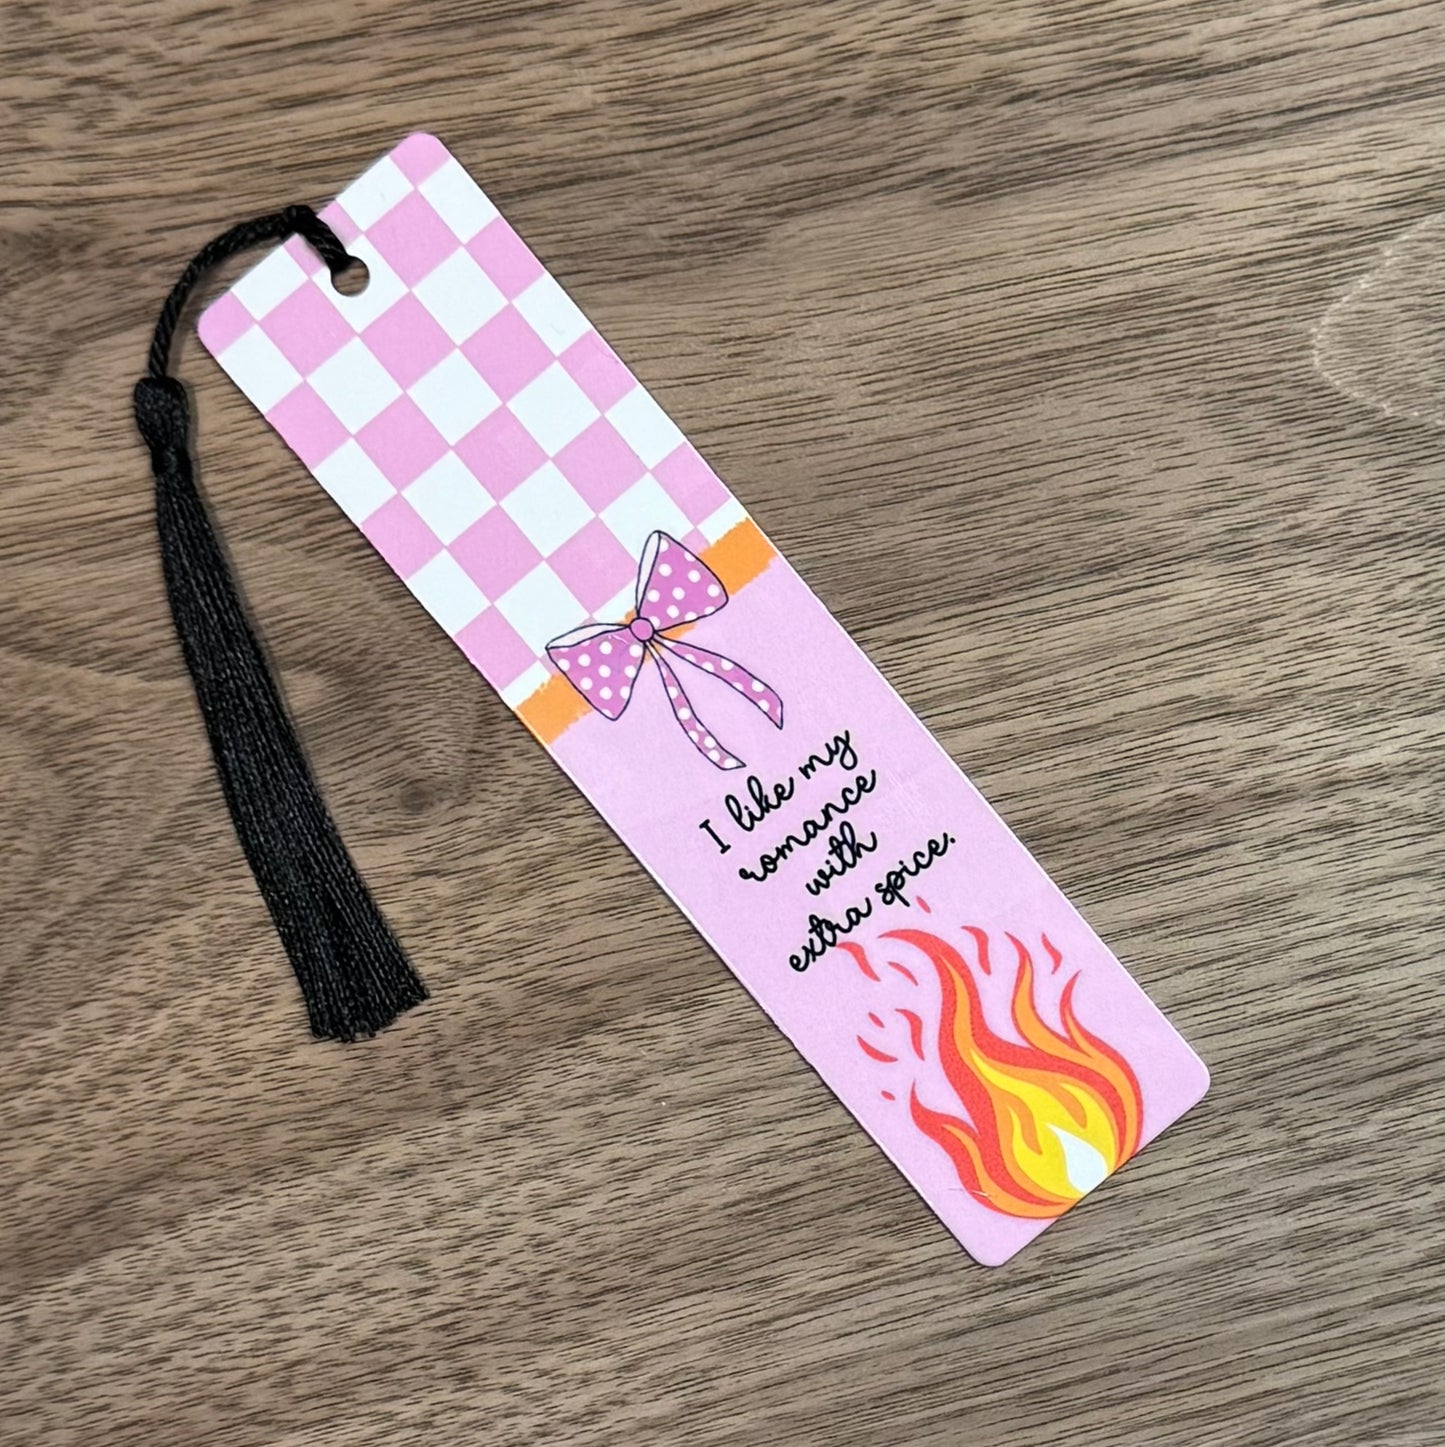 I like my
romance
with
extra spice.